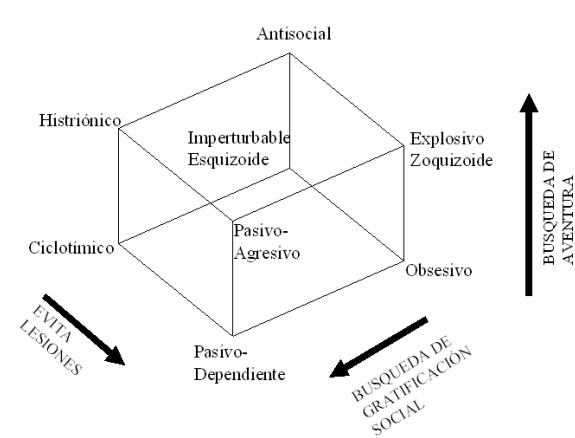 Antisocial
Histriónico
Imperturbable
Esquizoide
Explosivo
Zoquizoide
BUSQUEDA DE
AVENTURA
Pasivo-
Agresivo
Ciclotímico
Obsesivo
EVITA
LESIONES
Pasivo-
Dependiente
BUSQUEDA DE
GRATIFICACIÓN
SOCIAL